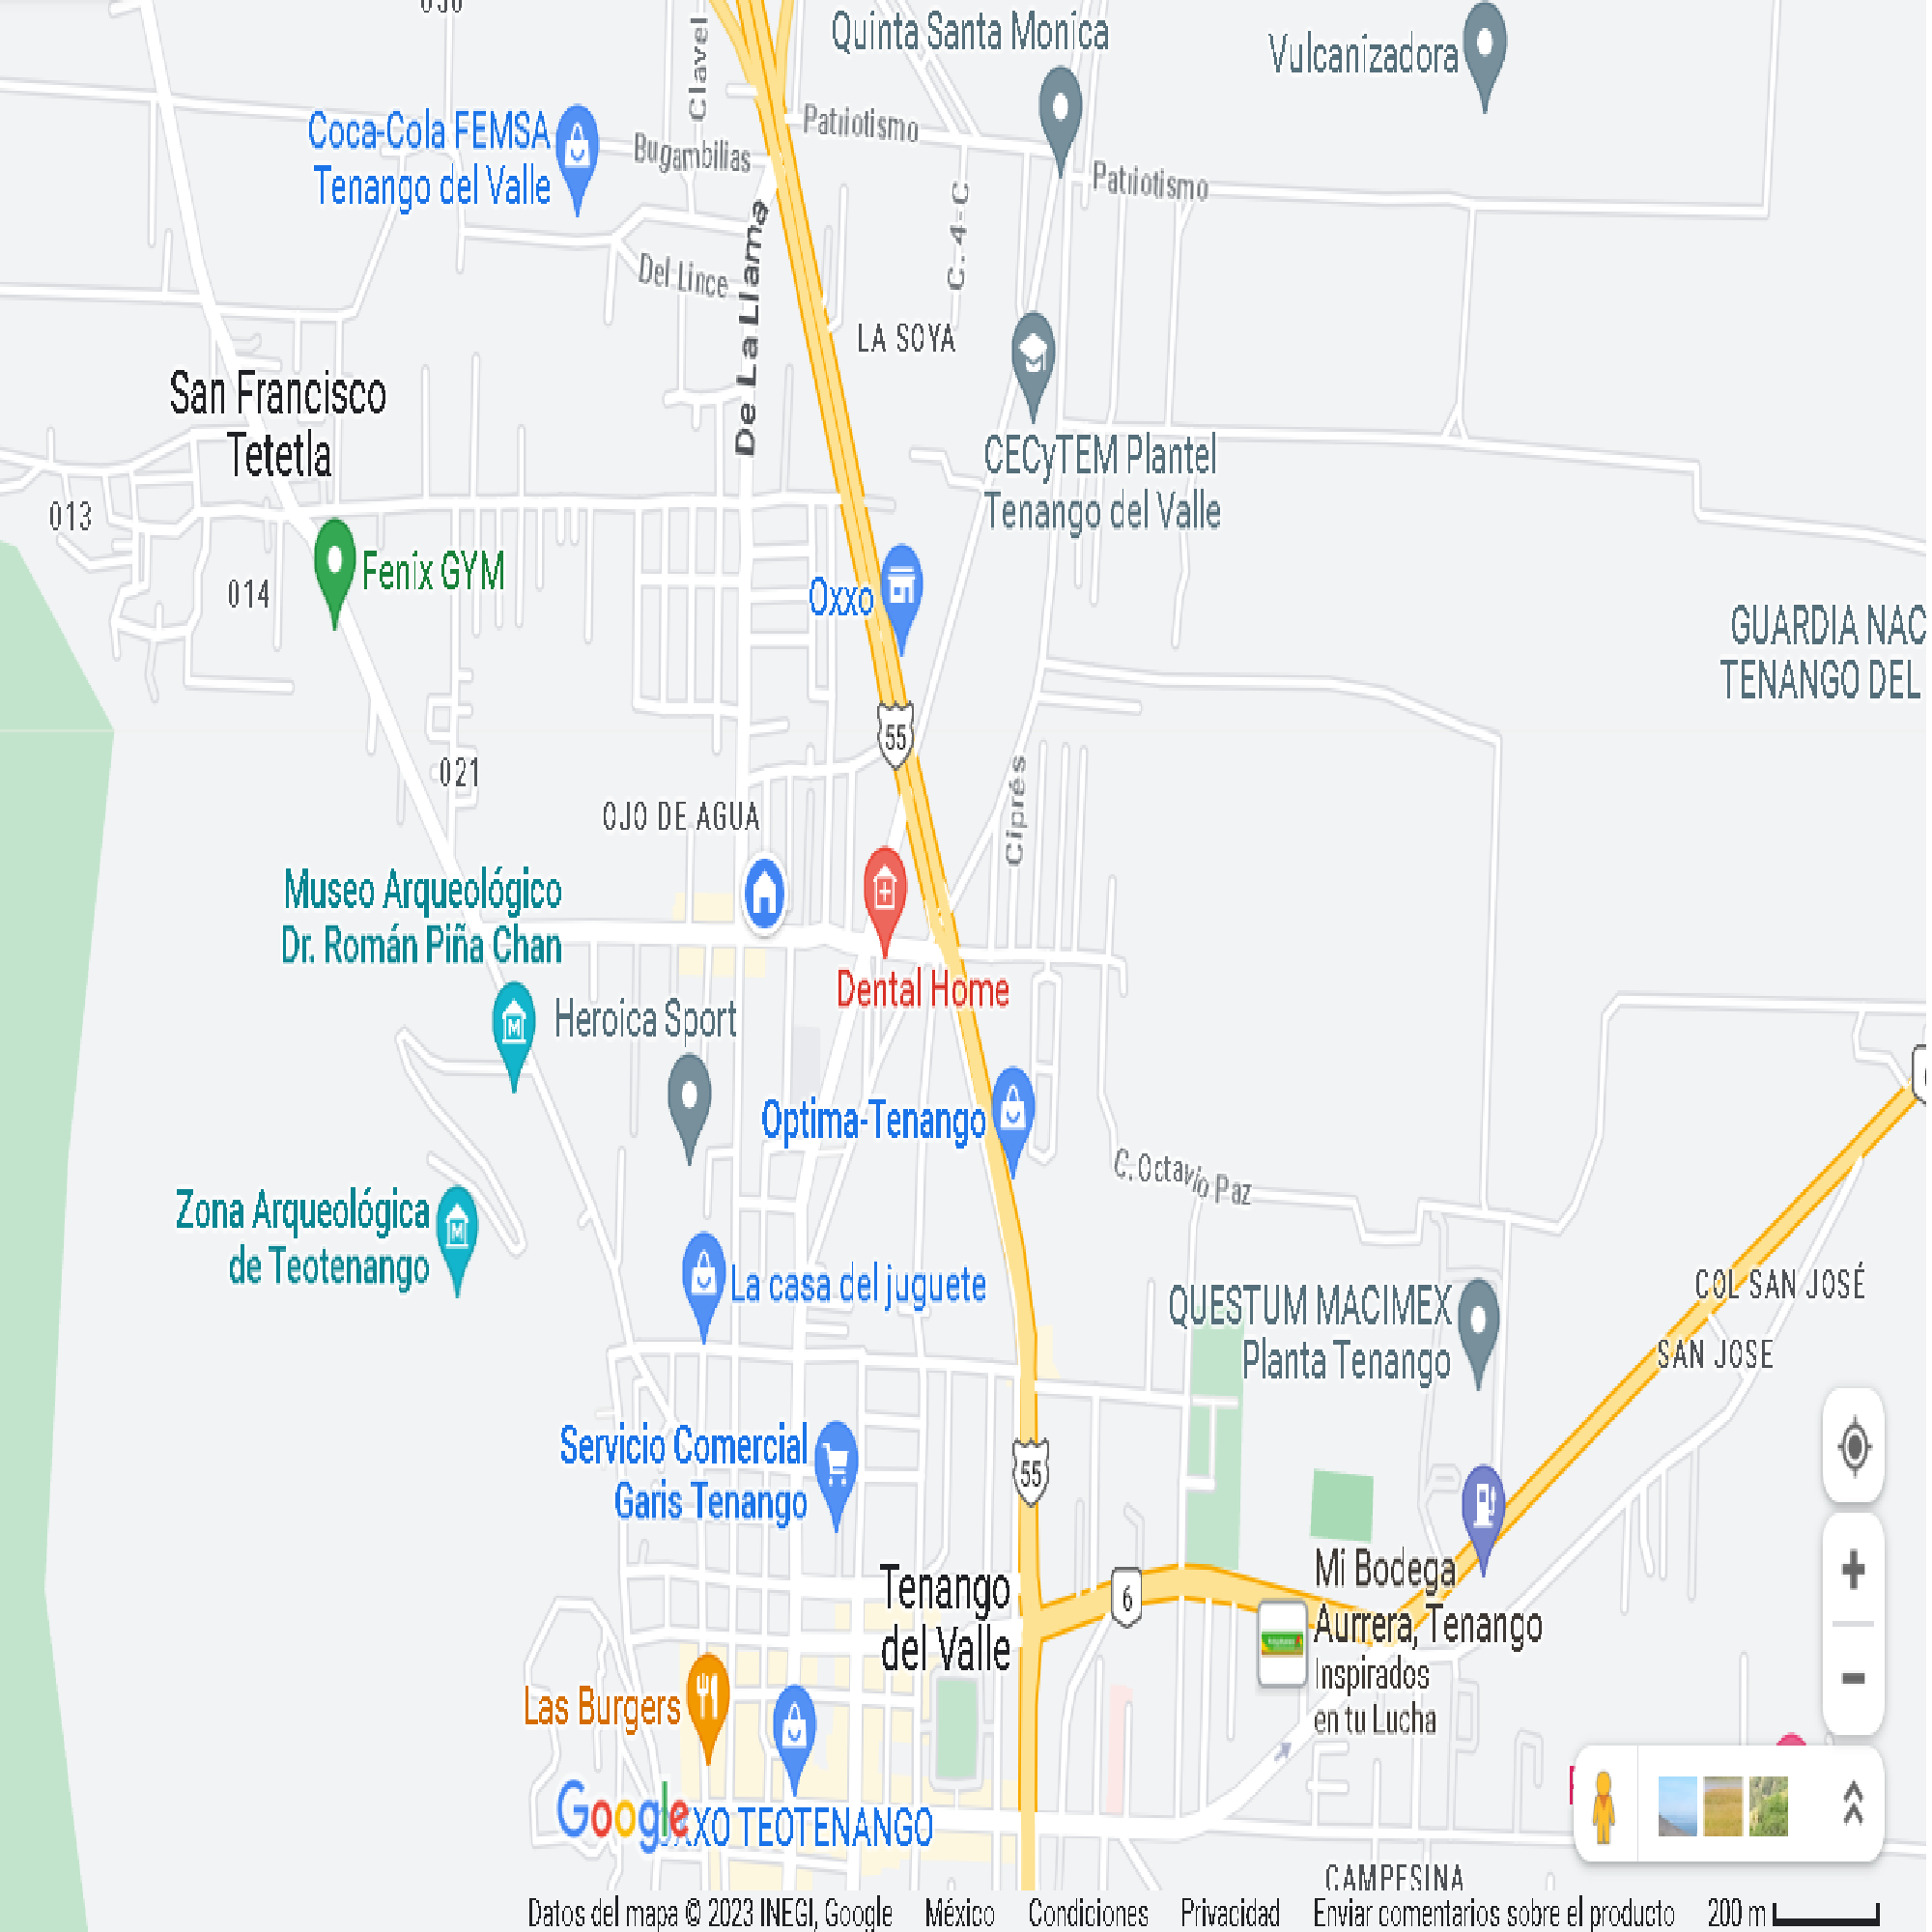 030
Clavel
Quinta Santa Monica
Vulcanizadora
Coca-Cola FEMSA
Tenango del Valle
Bugambilias
Patriotismo
Patriotismo
C. 4-C
Del Lince
De La Llama
LA SOYA
San Francisco
Tetetla
CECyTEM Plantel
Tenango del Valle
013
014
Fenix GYM
Oxxo
GUARDIA NAC
TENANGO DEL
55
021
OJO DE AGUA
Ciprés
Museo Arqueológico
Dr. Román Piña Chan
Dental Home
Heroica Sport
Optima-Tenango
C. Octavio Paz
Zona Arqueológica
de Teotenango
La casa del juguete
QUESTUM MACIMEX
Planta Tenango
COL SAN JOSÉ
SAN JOSE
Servicio Comercial
Garis Tenango
55
Tenango
del Valle
6
Mi Bodega
Aurrera, Tenango
Inspirados
en tu Lucha
Las Burgers
Google
XXO TEOTENANGO
CAMPESINA
Datos del mapa © 2023 INEGI, Google México Condiciones Privacidad Enviar comentarios sobre el producto 200 m